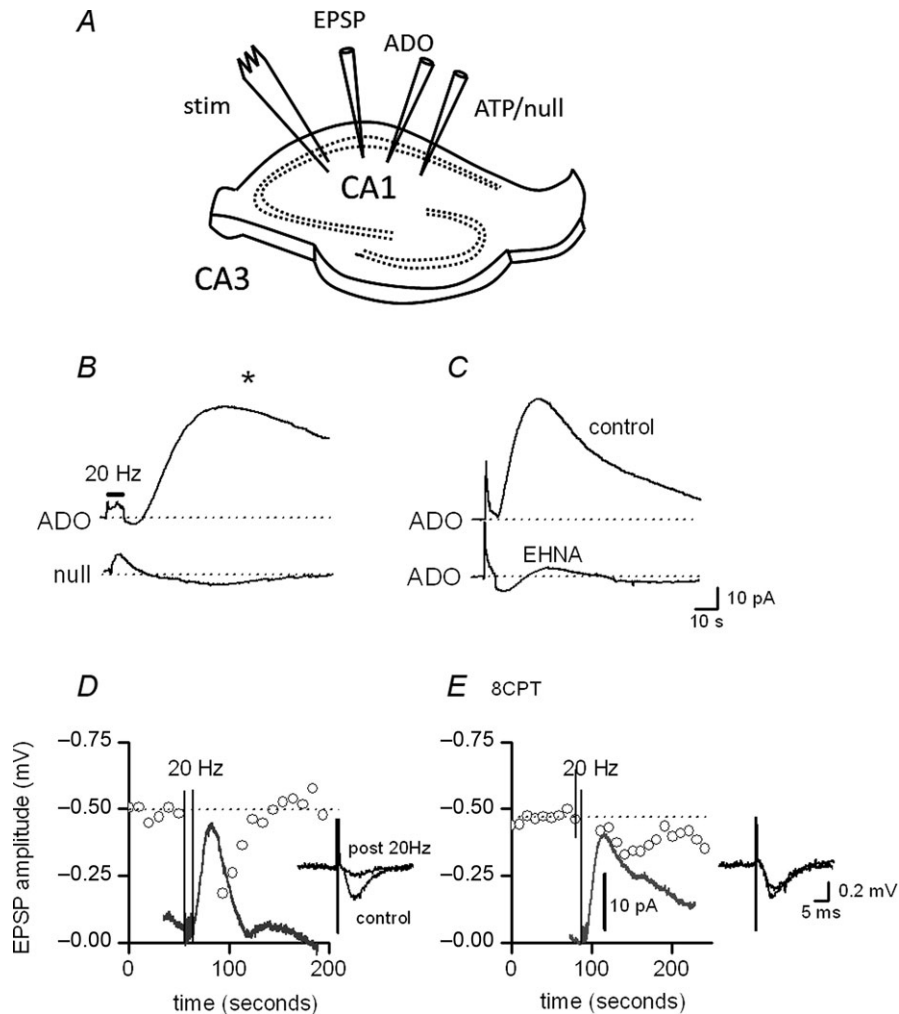 A
EPSP
ADO
stim
ATP/null
CA1
CA3
B
*
20 Hz
ADO
null
C
control
ADO
EHNA
ADO
10 pA
10 s
D
EPSP amplitude (mV)
–0.75
–0.50
–0.25
–0.00
20 Hz
post 20Hz
control
0
100
200
time (seconds)
E
8CPT
–0.75
–0.50
–0.25
–0.00
20 Hz
10 pA
0.2 mV
5 ms
0
100
200
time (seconds)